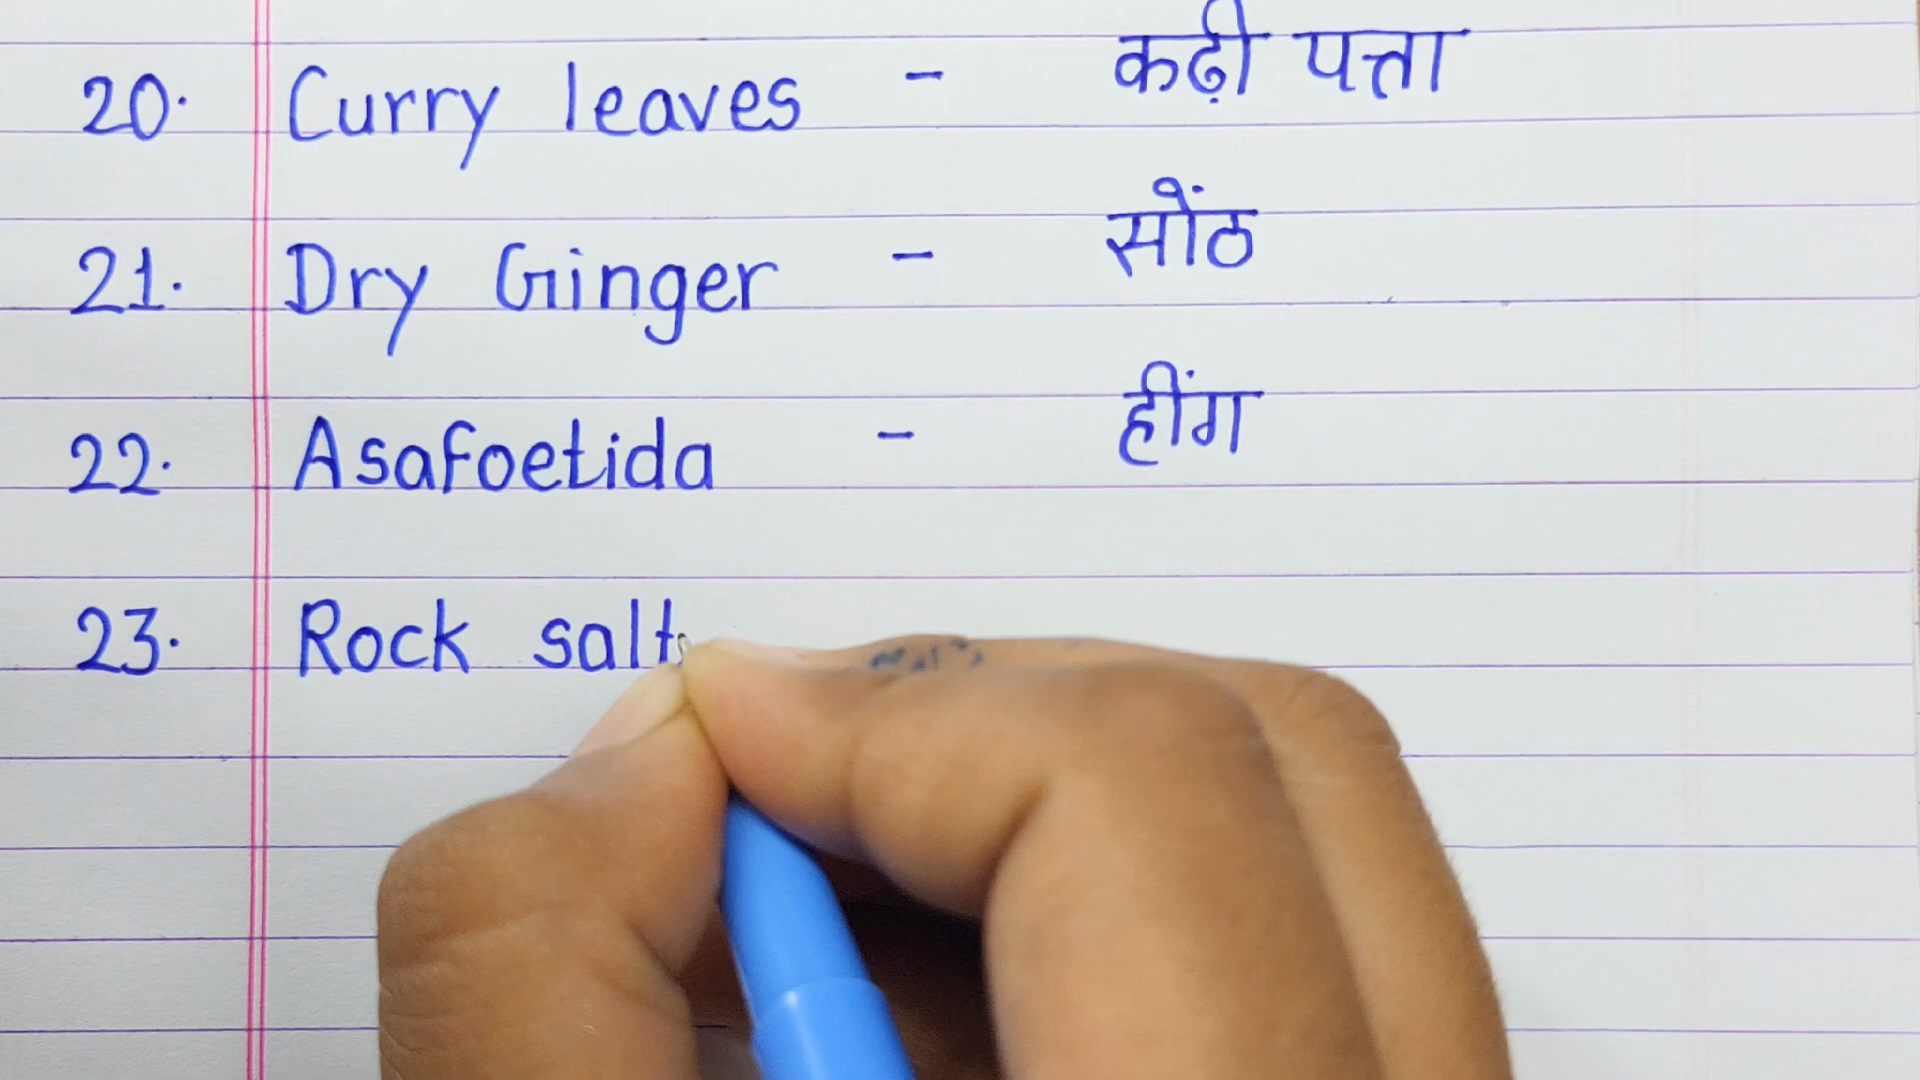 20. Curry leaves - कढ़ी पत्ता
21. Dry Ginger - सोंठ
22. Asafoetida - हींग
23. Rock salt